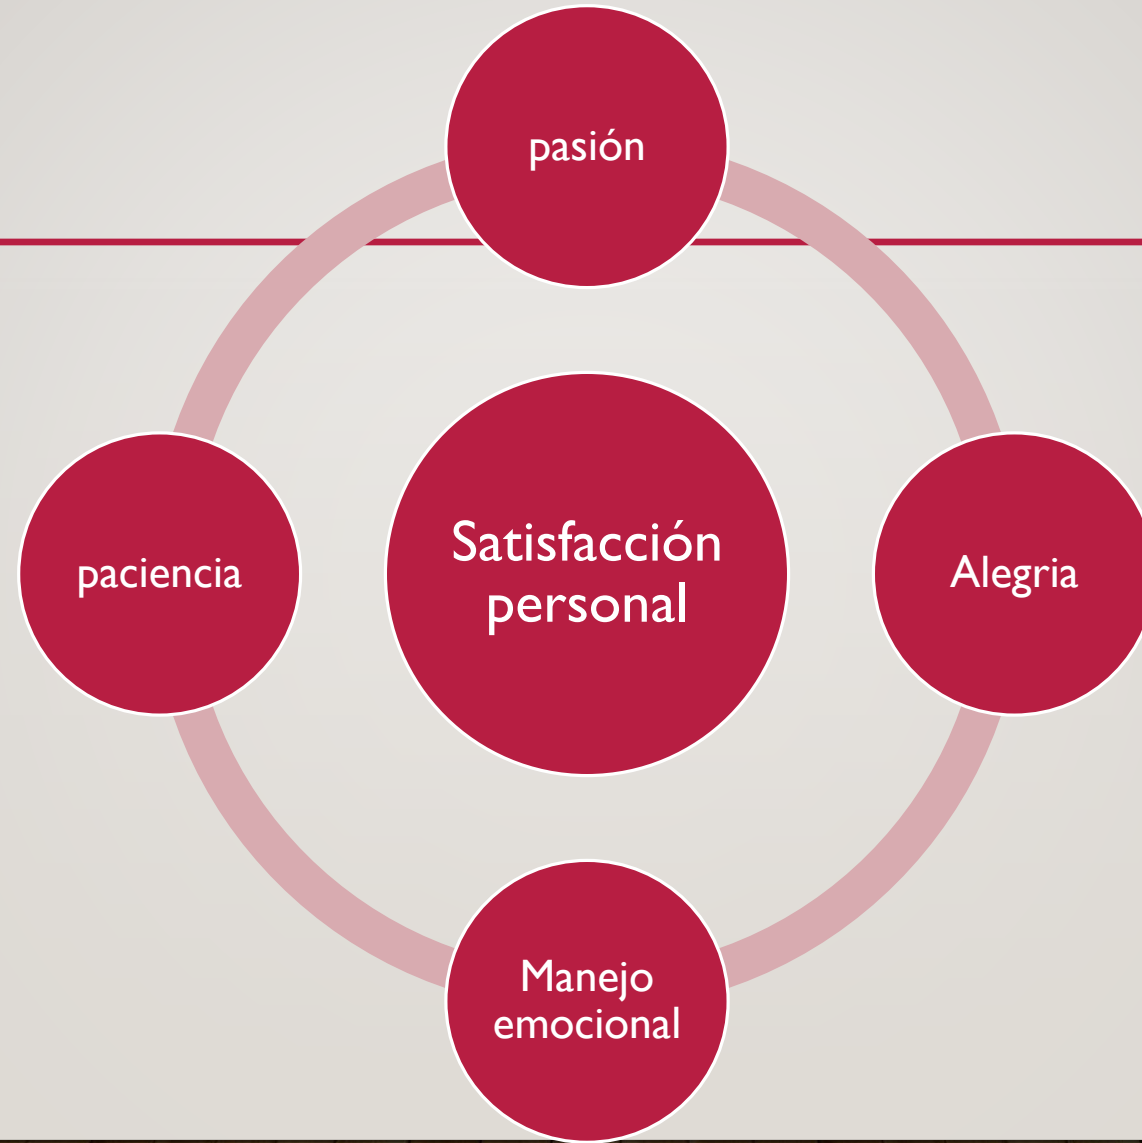 pasión
Satisfacción
personal
paciencia
Alegria
Manejo
emocional